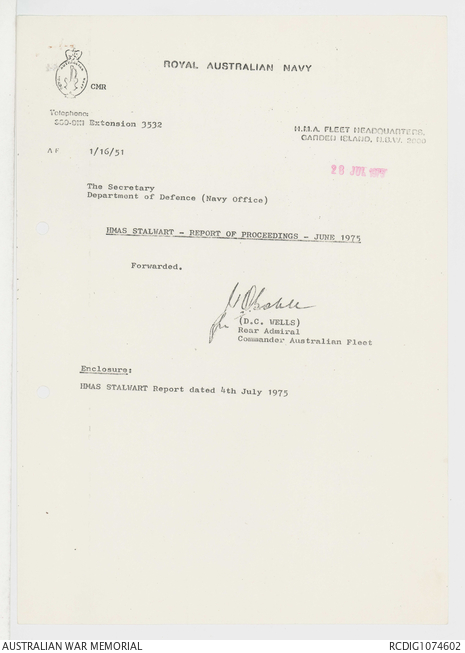 ROYAL AUSTRALIAN NAVY
CMR
Telephone:
Extension 3532
H.M.A. FLEET HEADQUARTERS,
GARDEN ISLAND, N.S.W. 2000
AF 1/16/51
28 JUL
The Secretary
Department of Defence (Navy Office)
HMAS STALWART - REPORT OF PROCEEDINGS - JUNE 1975
Forwarded.
for
(D.C. WELLS)
Rear Admiral
Commander Australian Fleet
Enclosure:
HMAS STALWART Report dated 4th July 1975
AUSTRALIAN WAR MEMORIAL
RCDIG1074602